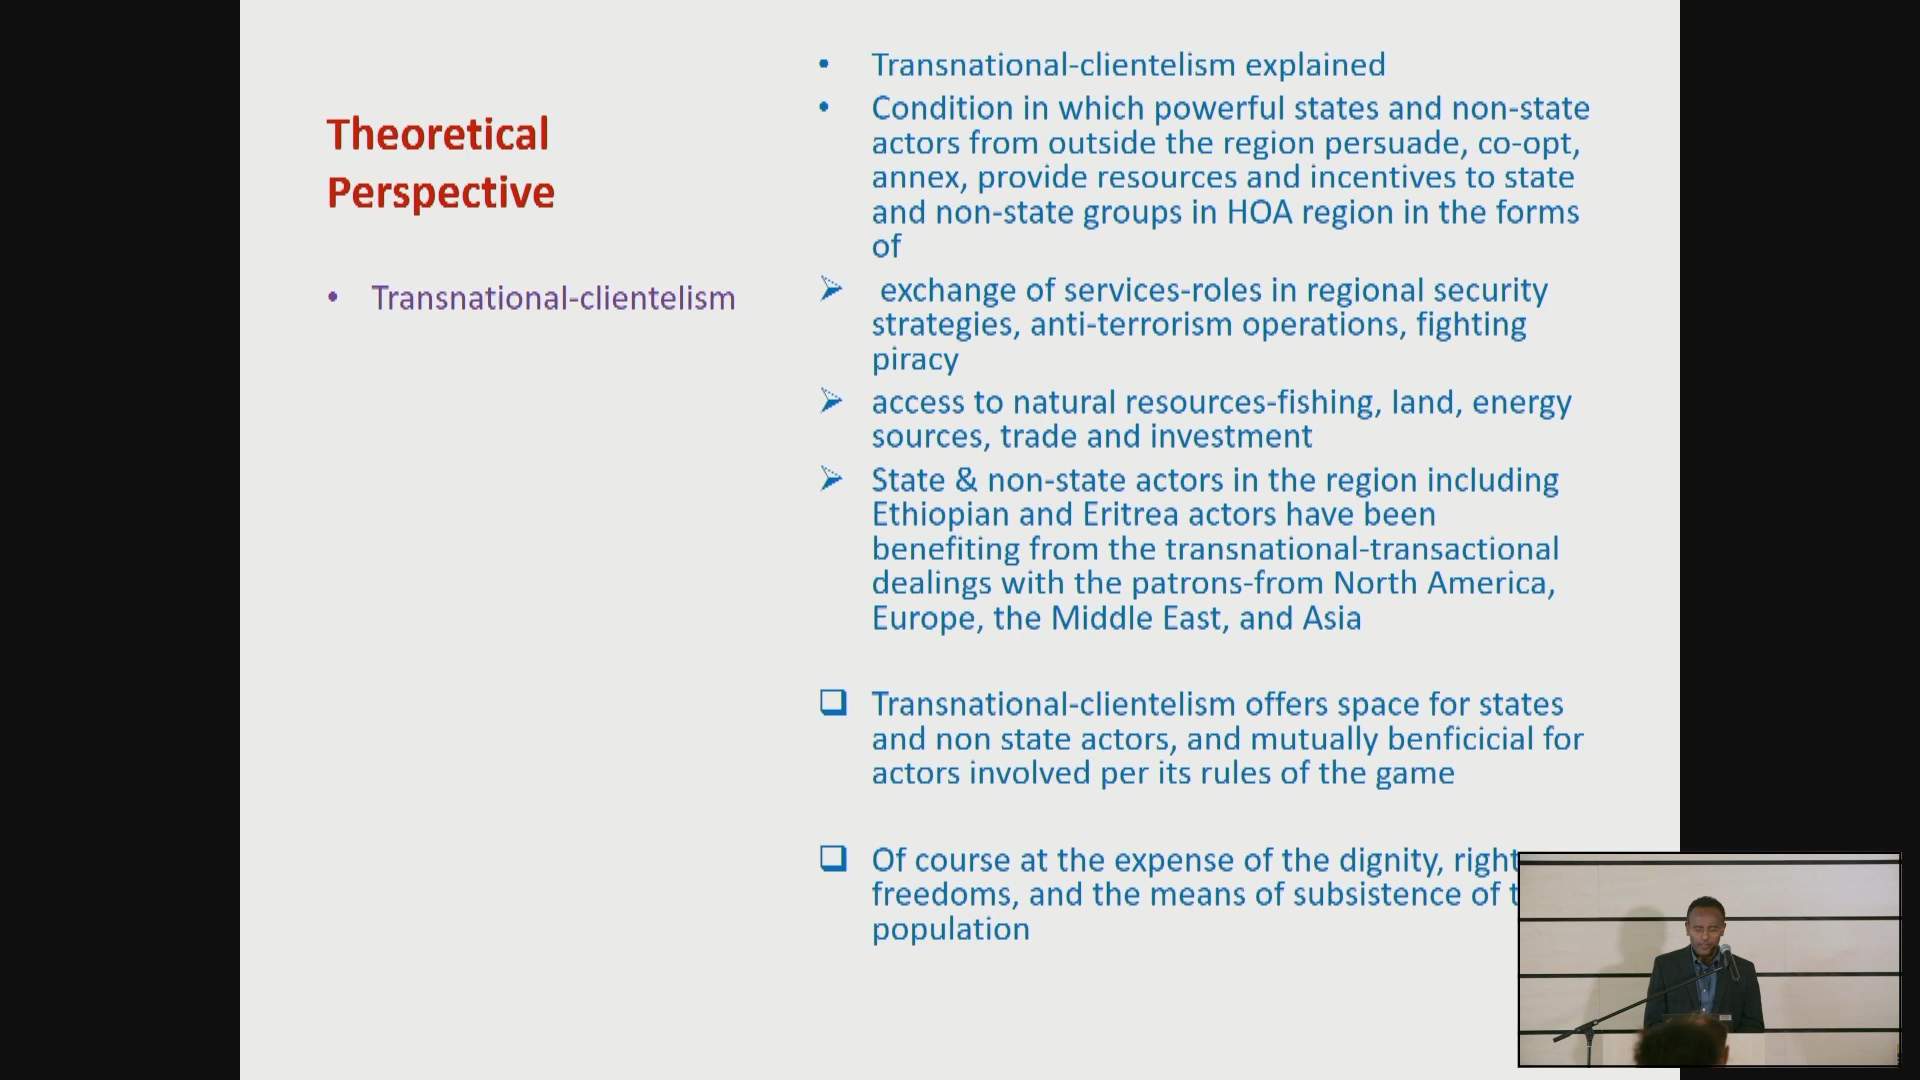 Theoretical
Perspective
• Transnational-clientelism
• Transnational-clientelism explained
• Condition in which powerful states and non-state
actors from outside the region persuade, co-opt,
annex, provide resources and incentives to state
and non-state groups in HOA region in the forms
of
➢ exchange of services-roles in regional security
strategies, anti-terrorism operations, fighting
piracy
➢ access to natural resources-fishing, land, energy
sources, trade and investment
➢ State & non-state actors in the region including
Ethiopian and Eritrea actors have been
benefiting from the transnational-transactional
dealings with the patrons-from North America,
Europe, the Middle East, and Asia
❑ Transnational-clientelism offers space for states
and non state actors, and mutually benficicial for
actors involved per its rules of the game
❑ Of course at the expense of the dignity, right
freedoms, and the means of subsistence of
population